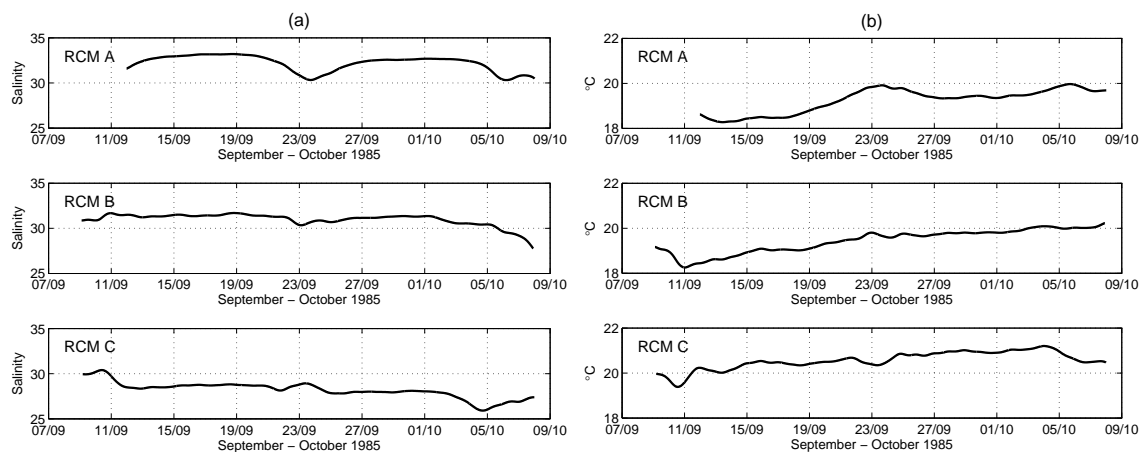 (a)
35
RCM A
Salinity
30
25
07/09 11/09 15/09 19/09 23/09 27/09 01/10 05/10 09/10
September – October 1985
35
RCM B
Salinity
30
25
07/09 11/09 15/09 19/09 23/09 27/09 01/10 05/10 09/10
September – October 1985
35
RCM C
Salinity
30
25
07/09 11/09 15/09 19/09 23/09 27/09 01/10 05/10 09/10
September – October 1985
(b)
22
RCM A
°C
20
18
07/09 11/09 15/09 19/09 23/09 27/09 01/10 05/10 09/10
September – October 1985
22
RCM B
°C
20
18
07/09 11/09 15/09 19/09 23/09 27/09 01/10 05/10 09/10
September – October 1985
22
RCM C
°C
20
18
07/09 11/09 15/09 19/09 23/09 27/09 01/10 05/10 09/10
September – October 1985